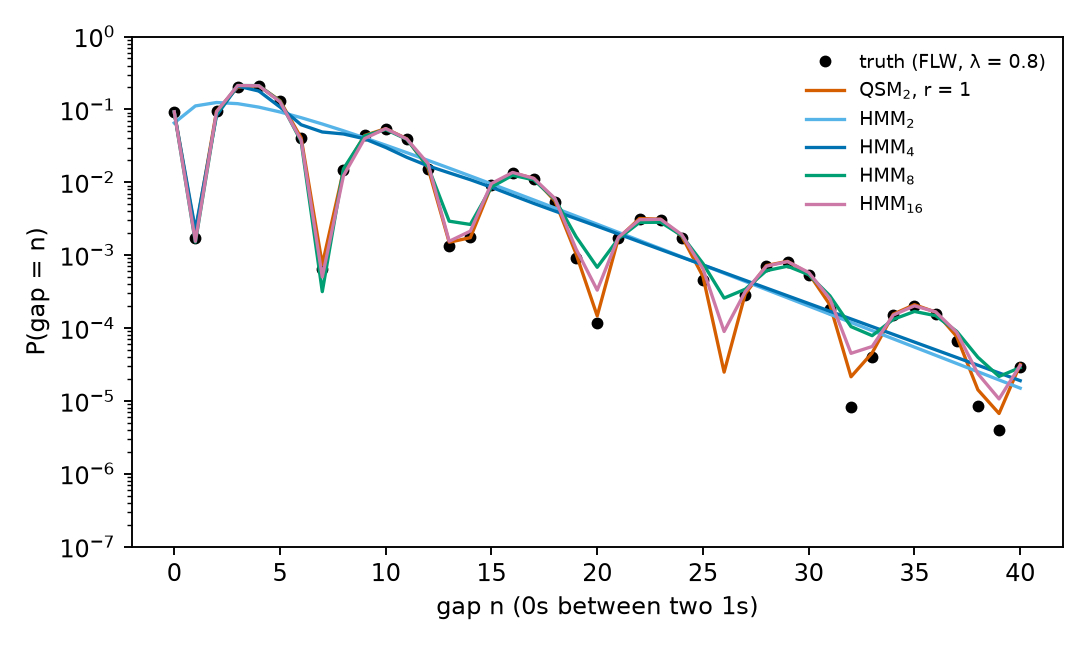 truth (FLW, λ = 0.8)
QSM₂, r = 1
HMM₂
HMM₄
HMM₈
HMM₁₆
P(gap = n)
10⁰
10⁻¹
10⁻²
10⁻³
10⁻⁴
10⁻⁵
10⁻⁶
10⁻⁷
0 5 10 15 20 25 30 35 40
gap n (0s between two 1s)